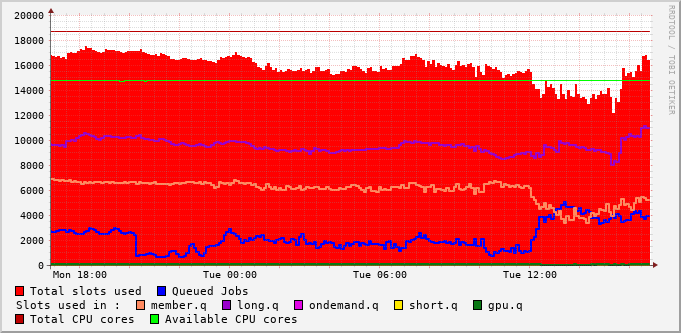 20000
18000
16000
14000
12000
10000
8000
6000
4000
2000
0
Mon 18:00 Tue 00:00 Tue 06:00 Tue 12:00
RRDTOOL / TOBI OETIKER
Total slots used Queued Jobs
Slots used in : member.q long.q ondemand.q short.q gpu.q
Total CPU cores Available CPU cores